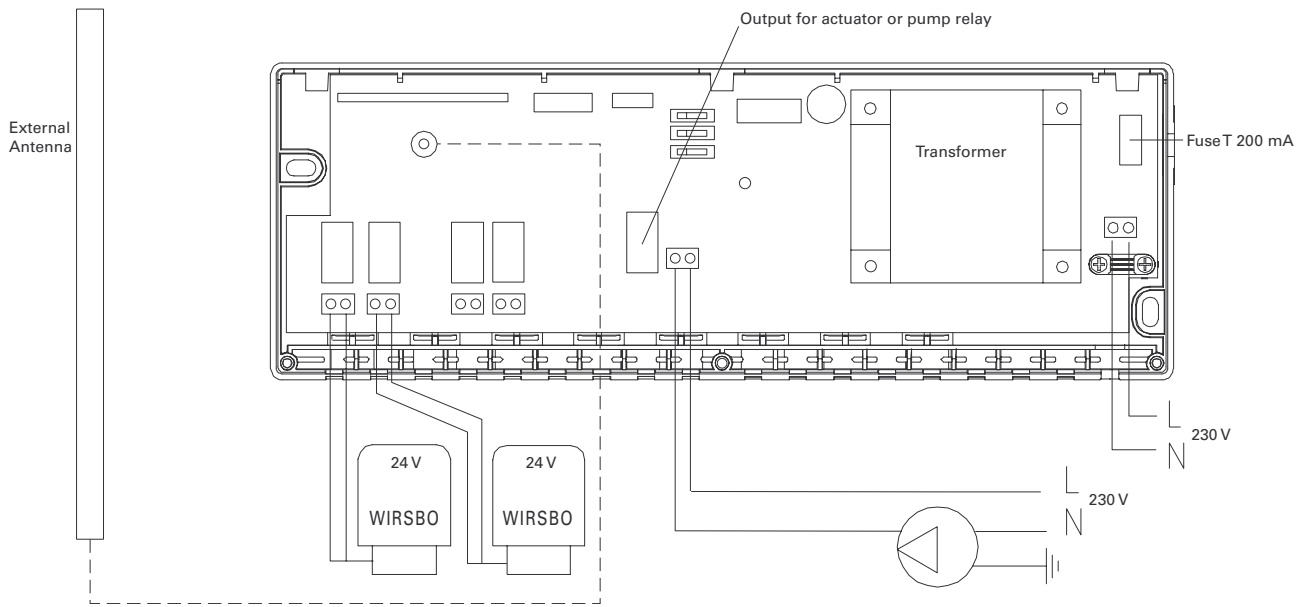 Output for actuator or pump relay
External
Antenna
Transformer
Fuse T 200 mA
24 V
WIRSBO
24 V
WIRSBO
L
230 V
N
L
230 V
N